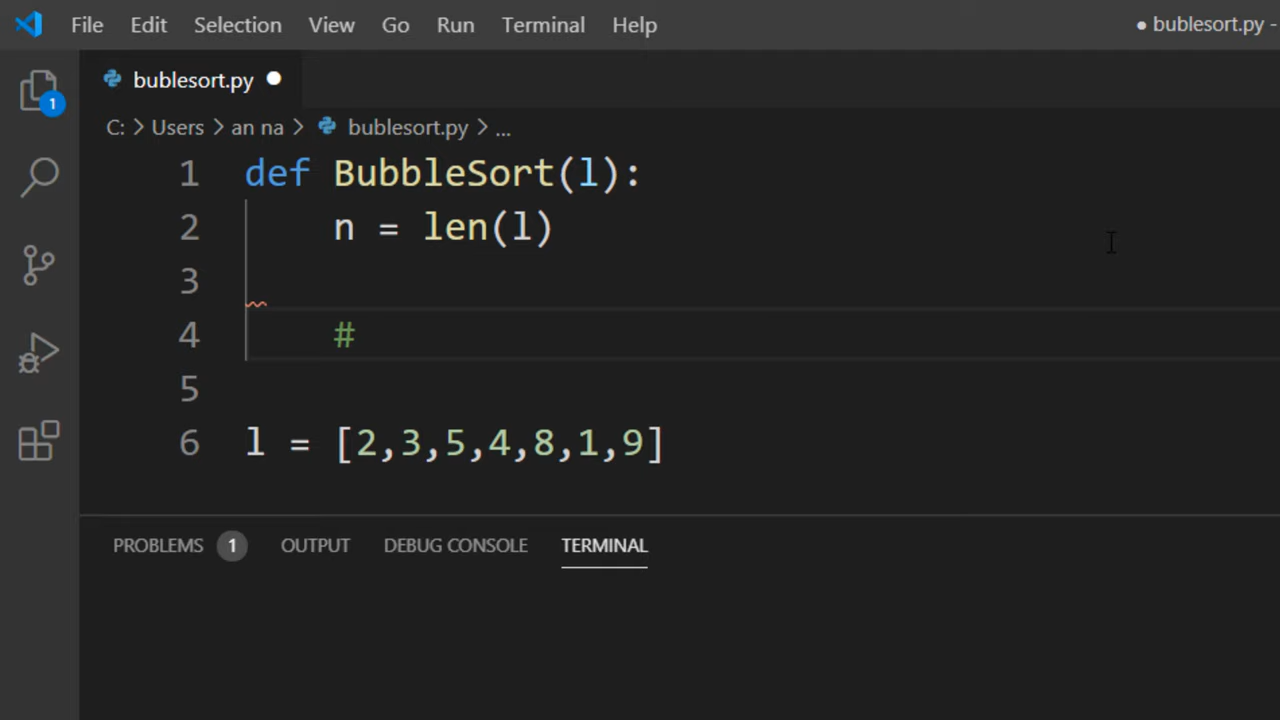 File Edit Selection View Go Run Terminal Help ● bublesort.py -
1
bublesort.py ●
C: > Users > an na > bublesort.py > ...
1 def BubbleSort(l):
2     n = len(l)
3
4     #
5
6 l = [2,3,5,4,8,1,9]
PROBLEMS 1 OUTPUT DEBUG CONSOLE TERMINAL